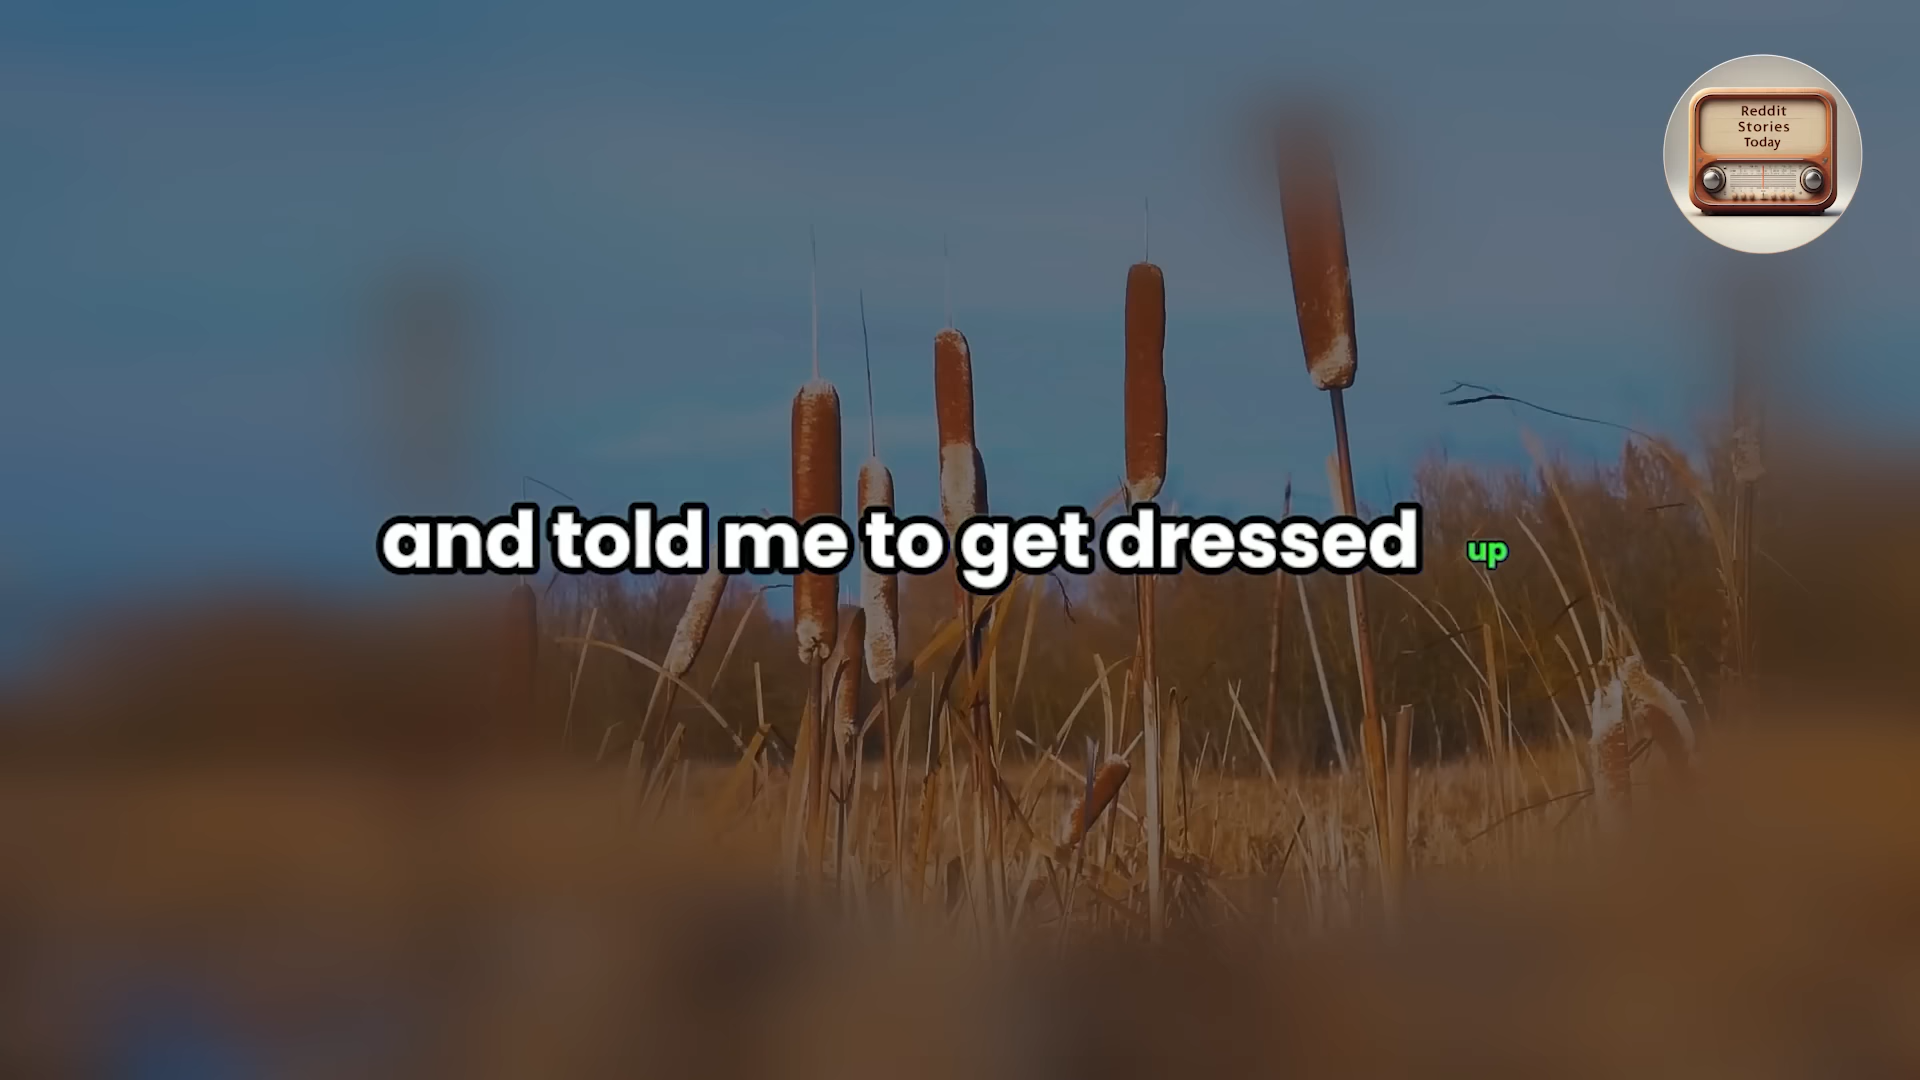 Reddit
Stories
Today
and told me to get dressed up